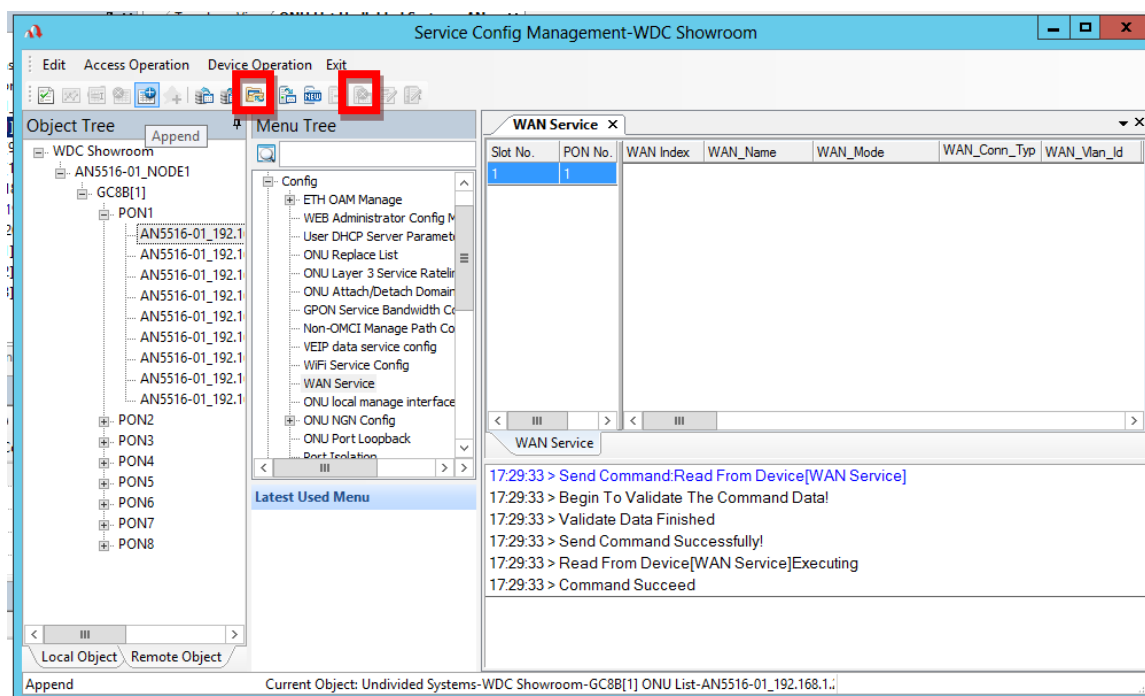 Service Config Management-WDC Showroom
Edit Access Operation Device Operation Exit
NEW
Object Tree
Append
WDC Showroom
AN5516-01_NODE1
GC8B[1]
PON1
AN5516-01_192.1
AN5516-01_192.1
AN5516-01_192.1
AN5516-01_192.1
AN5516-01_192.1
AN5516-01_192.1
AN5516-01_192.1
AN5516-01_192.1
AN5516-01_192.1
PON2
PON3
PON4
PON5
PON6
PON7
PON8
Local Object Remote Object
Menu Tree
Config
ETH OAM Manage
WEB Administrator Config M
User DHCP Server Paramet
ONU Replace List
ONU Layer 3 Service Rateli
ONU Attach/Detach Domain
GPON Service Bandwidth Co
Non-OMCI Manage Path Co
VEIP data service config
WiFi Service Config
WAN Service
ONU local manage interface
ONU NGN Config
ONU Port Loopback
Port Isolation
Latest Used Menu
WAN Service X
Slot No. PON No. WAN Index WAN_Name WAN_Mode WAN_Conn_Typ WAN_Vlan_Id
1 1
WAN Service
17:29:33 > Send Command:Read From Device[WAN Service]
17:29:33 > Begin To Validate The Command Data!
17:29:33 > Validate Data Finished
17:29:33 > Send Command Successfully!
17:29:33 > Read From Device[WAN Service]Executing
17:29:33 > Command Succeed
Append Current Object: Undivided Systems-WDC Showroom-GC8B[1] ONU List-AN5516-01_192.168.1.